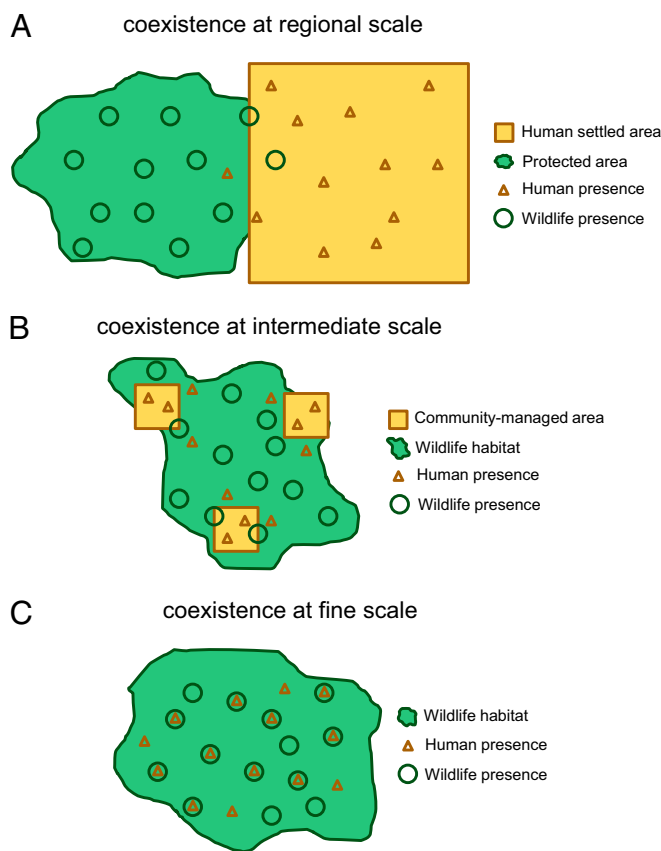 A
coexistence at regional scale
Human settled area
Protected area
Human presence
Wildlife presence
B
coexistence at intermediate scale
Community-managed area
Wildlife habitat
Human presence
Wildlife presence
C
coexistence at fine scale
Wildlife habitat
Human presence
Wildlife presence